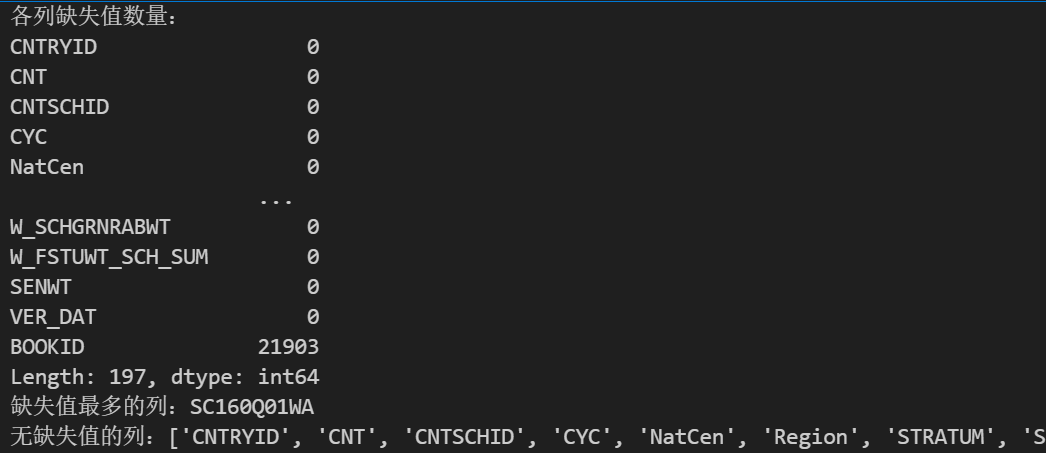 各列缺失值数量：
CNTRYID 0
CNT 0
CNTSCHID 0
CYC 0
NatCen 0
...
W_SCHGRNRABWT 0
W_FSTUWT_SCH_SUM 0
SENWT 0
VER_DAT 0
BOOKID 21903
Length: 197, dtype: int64
缺失值最多的列：SC160Q01WA
无缺失值的列：['CNTRYID', 'CNT', 'CNTSCHID', 'CYC', 'NatCen', 'Region', 'STRATUM', 'S